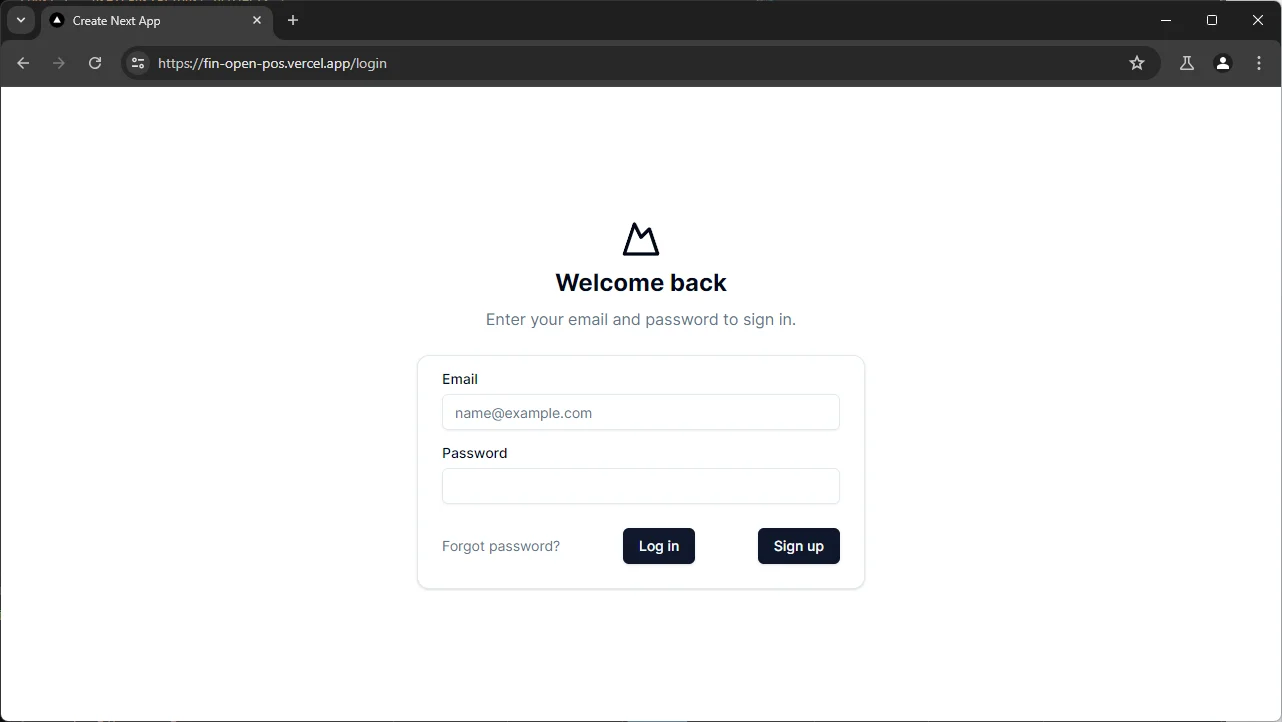 Create Next App
https://fin-open-pos.vercel.app/login
Welcome back
Enter your email and password to sign in.
Email
name@example.com
Password
Forgot password? Log in Sign up